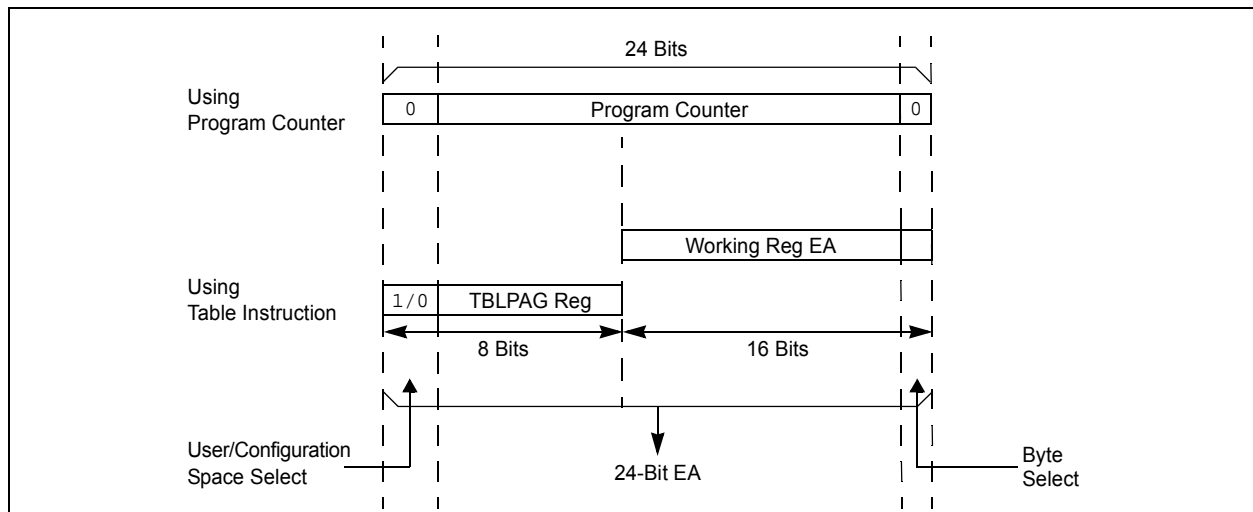 24 Bits
Using
Program Counter
0
Program Counter
0
Working Reg EA
Using
Table Instruction
1/0
TBLPAG Reg
8 Bits
16 Bits
User/Configuration
Space Select
24-Bit EA
Byte
Select